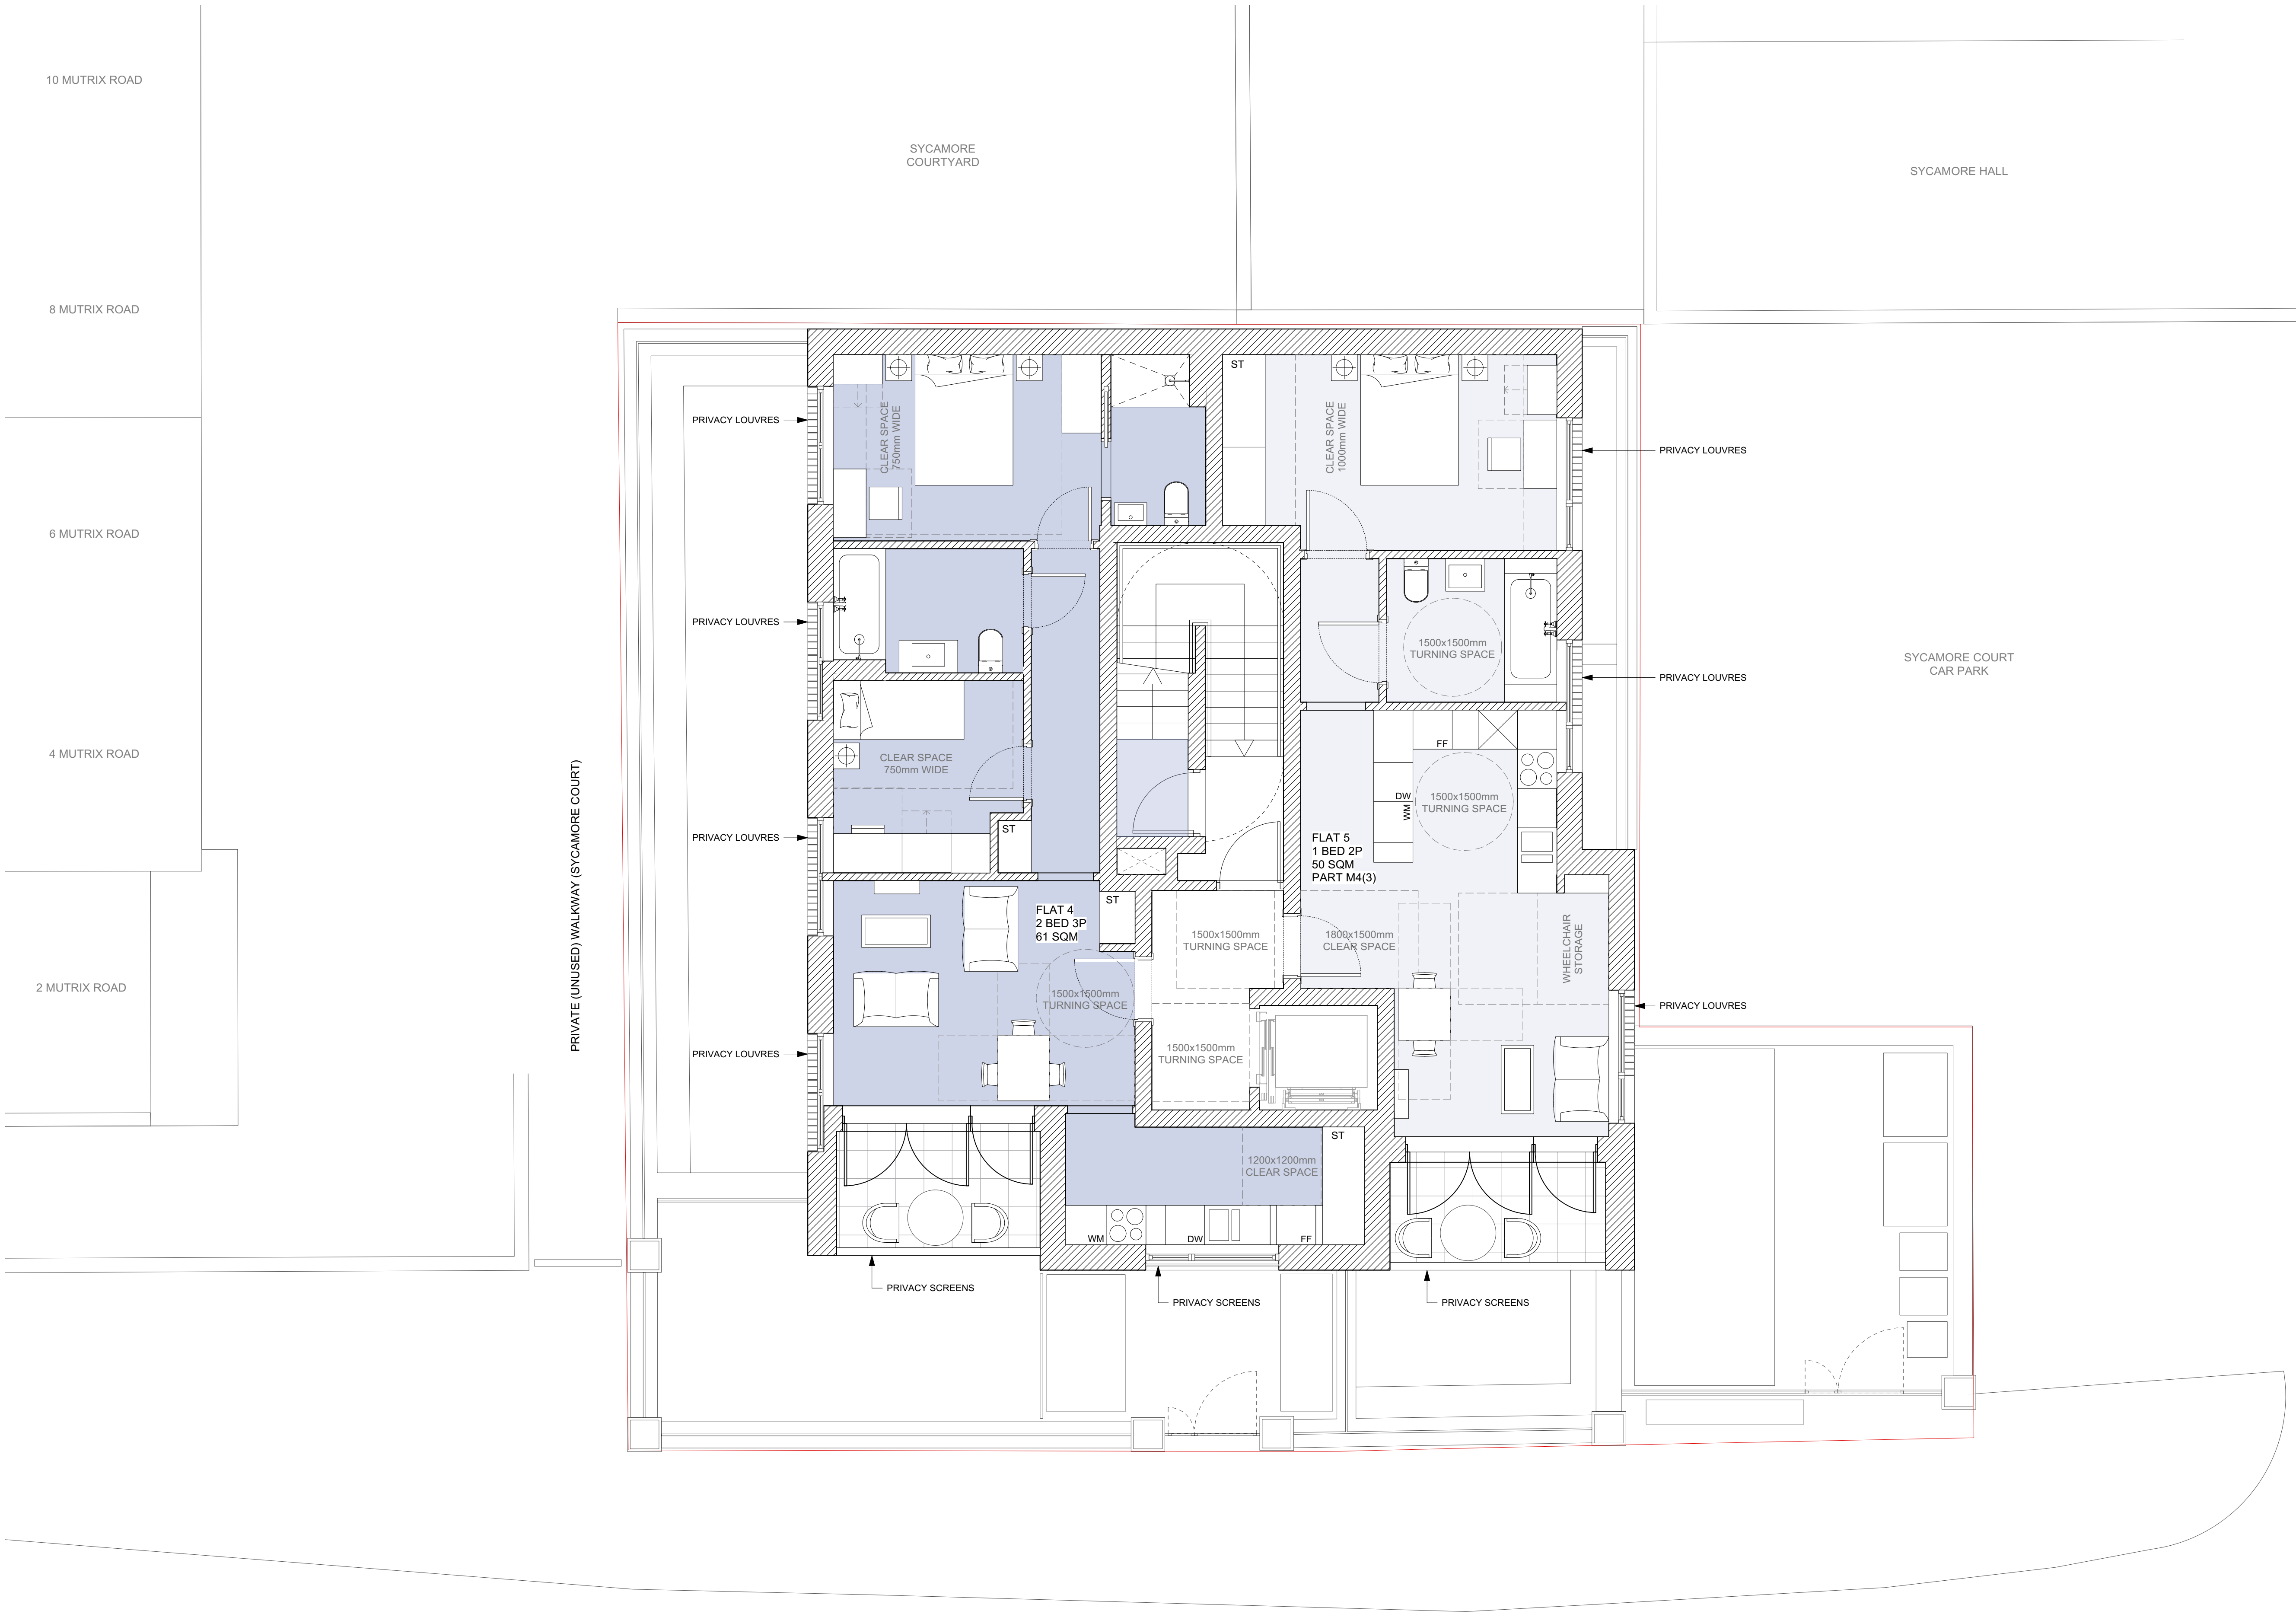 10 MUTRIX ROAD
8 MUTRIX ROAD
6 MUTRIX ROAD
4 MUTRIX ROAD
2 MUTRIX ROAD
SYCAMORE
COURTYARD
SYCAMORE HALL
SYCAMORE COURT
CAR PARK
PRIVATE (UNUSED) WALKWAY (SYCAMORE COURT)
PRIVACY LOUVRES
PRIVACY LOUVRES
PRIVACY LOUVRES
PRIVACY LOUVRES
CLEAR SPACE
750mm WIDE
CLEAR SPACE
750mm WIDE
ST
FLAT 4
2 BED 3P
61 SQM
ST
1500x1500mm
TURNING SPACE
1500x1500mm
TURNING SPACE
1500x1500mm
TURNING SPACE
1200x1200mm
CLEAR SPACE
ST
WM
DW
FF
PRIVACY SCREENS
PRIVACY SCREENS
PRIVACY SCREENS
ST
CLEAR SPACE
1000mm WIDE
1500x1500mm
TURNING SPACE
FF
DW
WM
1500x1500mm
TURNING SPACE
FLAT 5
1 BED 2P
50 SQM
PART M4(3)
1800x1500mm
CLEAR SPACE
WHEELCHAIR
STORAGE
PRIVACY LOUVRES
PRIVACY LOUVRES
PRIVACY LOUVRES